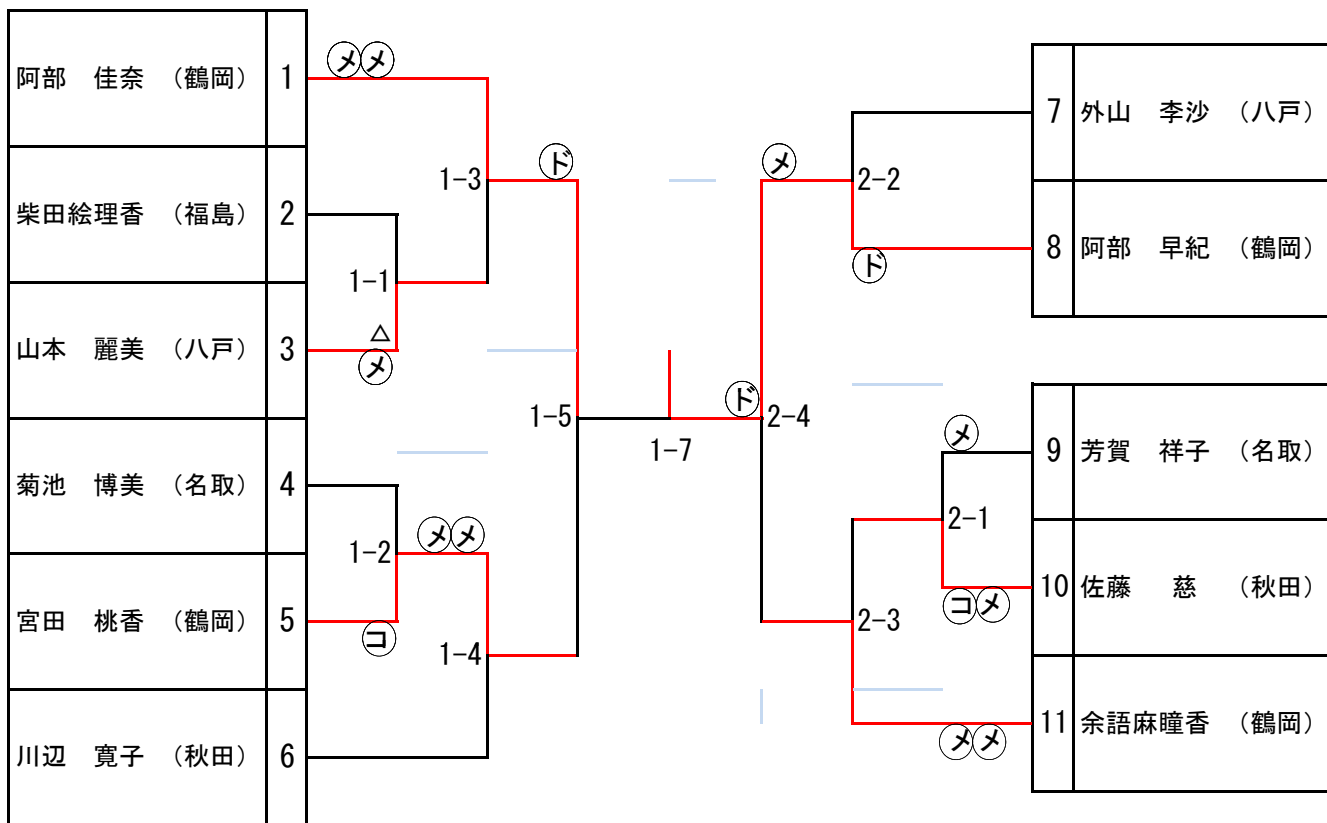 阿部 佳奈 （鶴岡） 1
メメ
柴田絵理香 （福島） 2
山本 麗美 （八戸） 3
△
メ
菊池 博美 （名取） 4
宮田 桃香 （鶴岡） 5
コ
川辺 寛子 （秋田） 6
1-1
1-2
メメ
1-3
ド
1-4
1-5
1-7
ド
2-4
メ
2-2
ド
2-3
2-1
7 外山 李沙 （八戸）
8 阿部 早紀 （鶴岡）
メ
9 芳賀 祥子 （名取）
コメ
10 佐藤 慈 （秋田）
メメ
11 余語麻瞳香 （鶴岡）